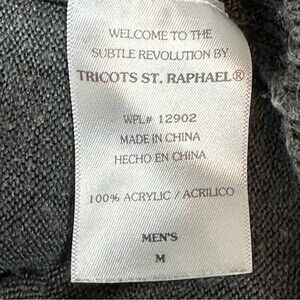 WELCOME TO THE
SUBTLE REVOLUTION BY
TRICOTS ST. RAPHAEL®
WPL# 12902
MADE IN CHINA
HECHO EN CHINA
100% ACRYLIC / ACRILICO
MEN'S
M